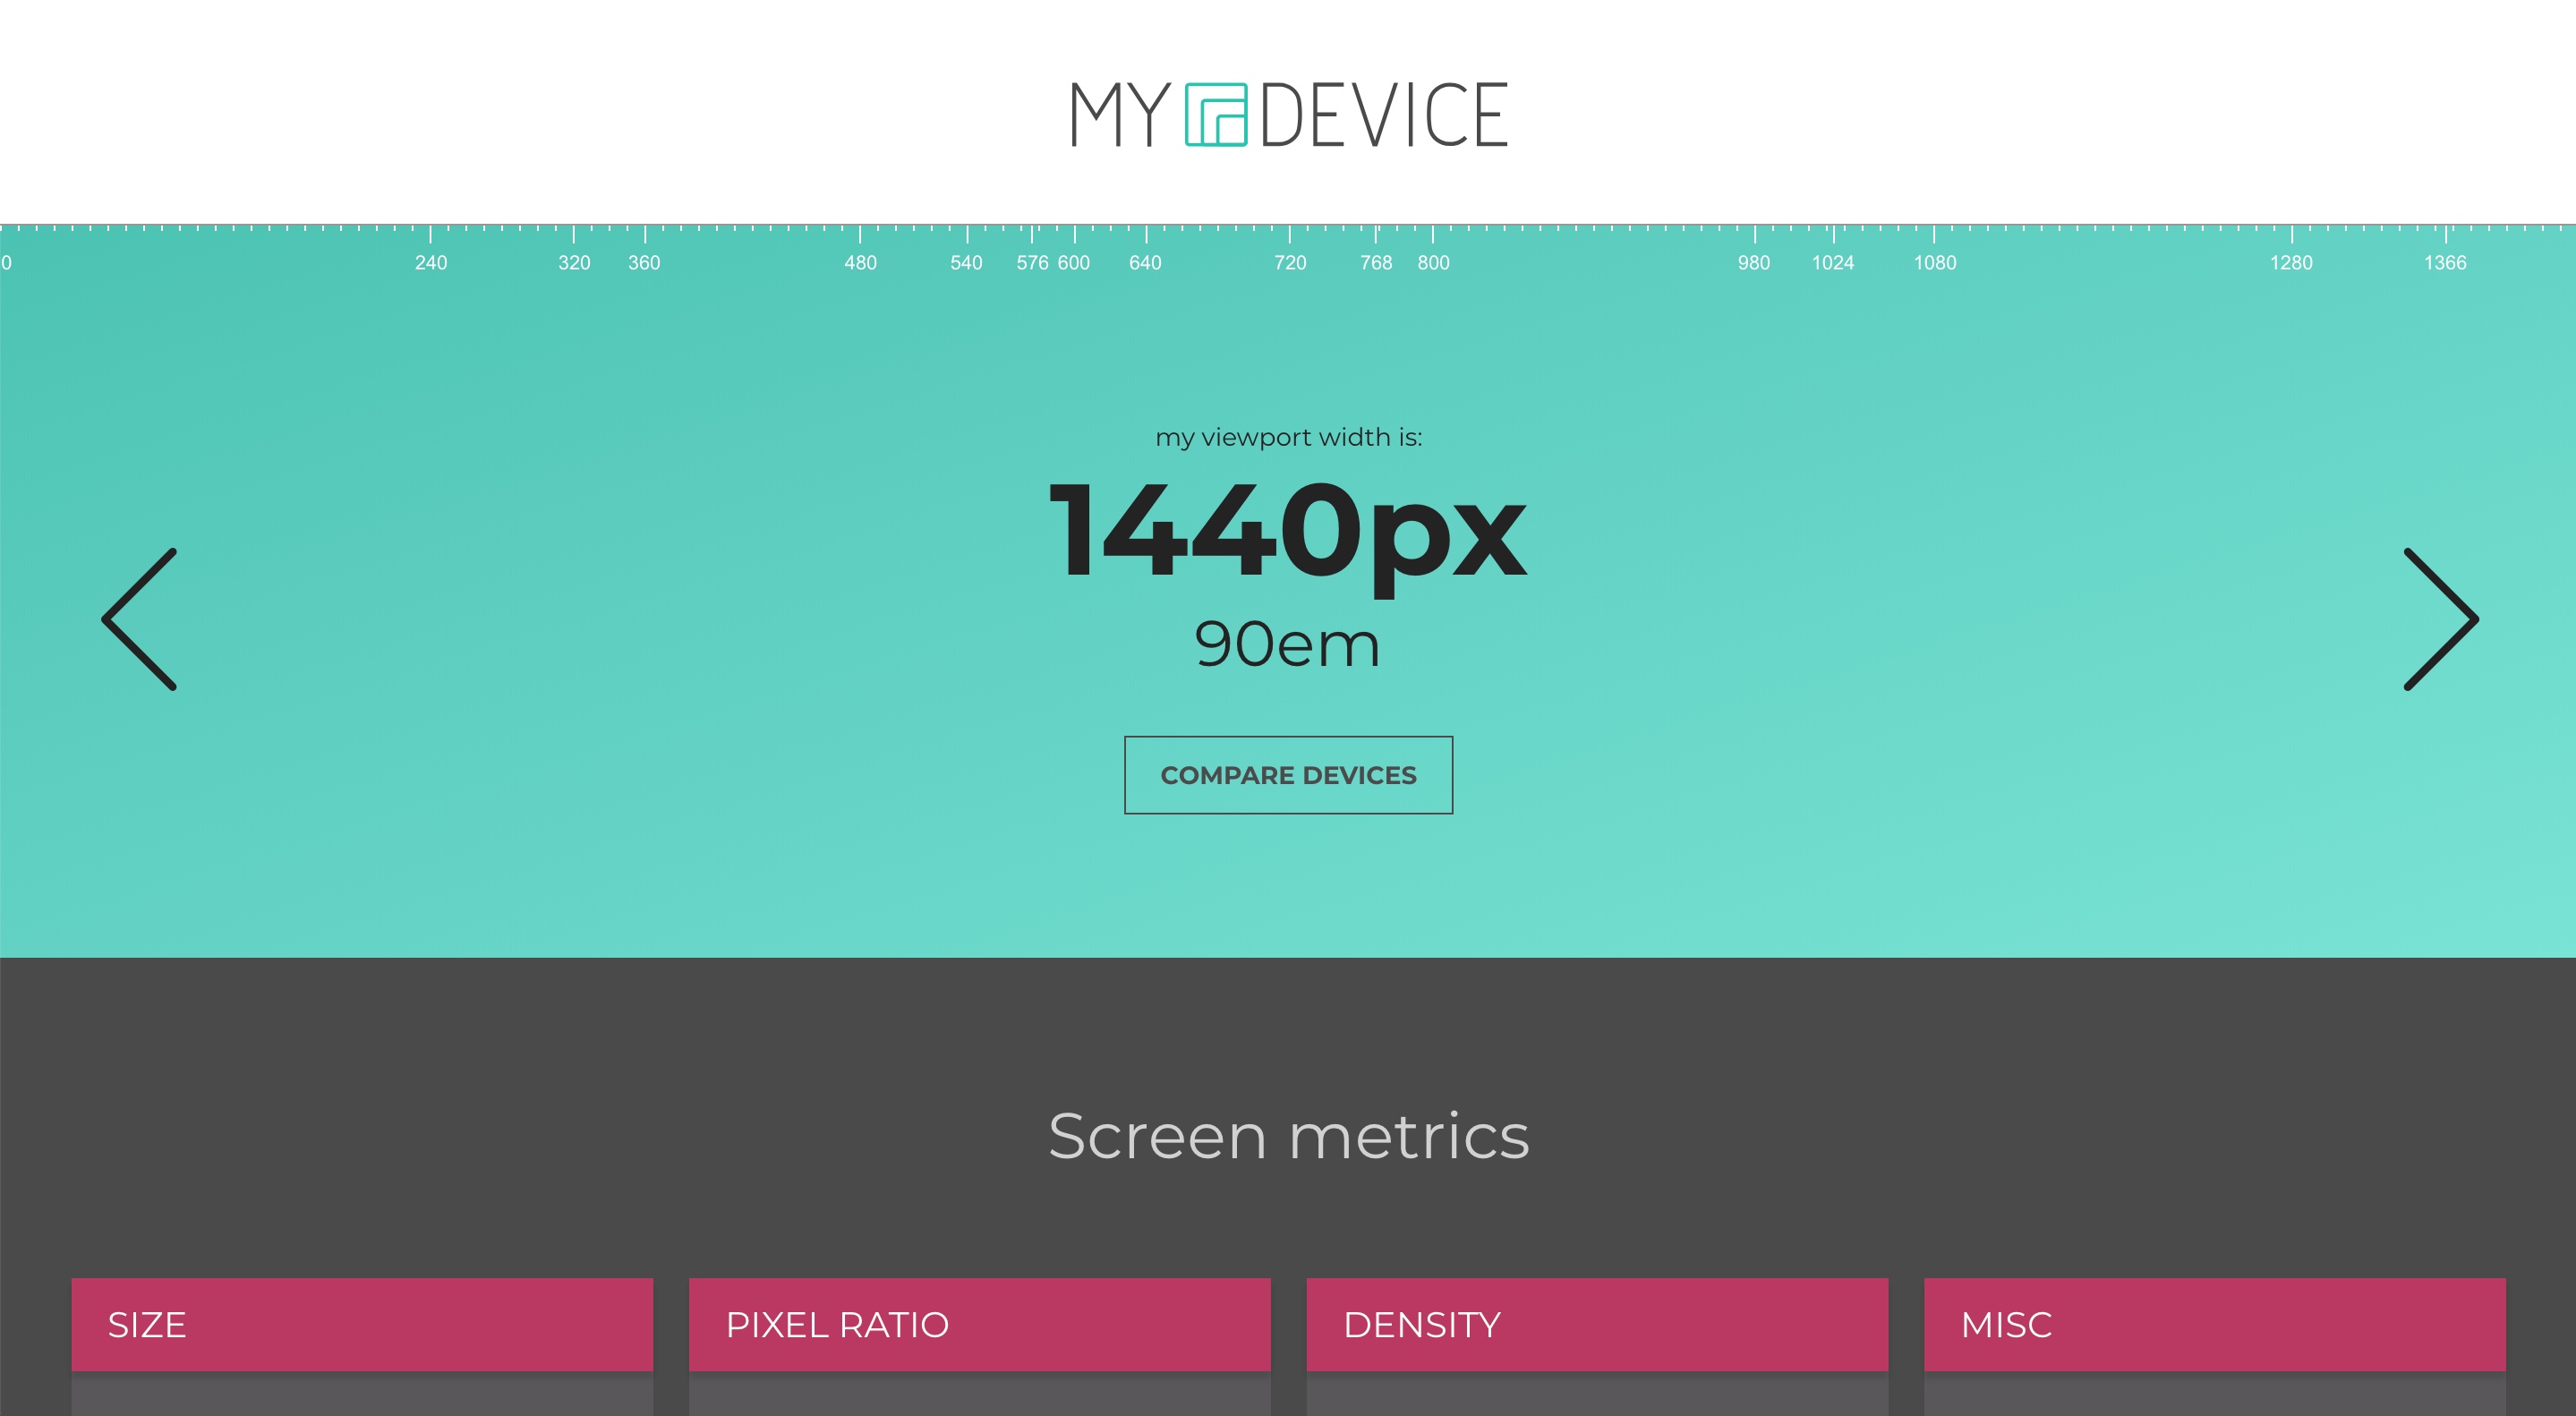 MY DEVICE
0 240 320 360 480 540 576 600 640 720 768 800 980 1024 1080 1280 1366
my viewport width is:
1440px
90em
COMPARE DEVICES
Screen metrics
SIZE PIXEL RATIO DENSITY MISC